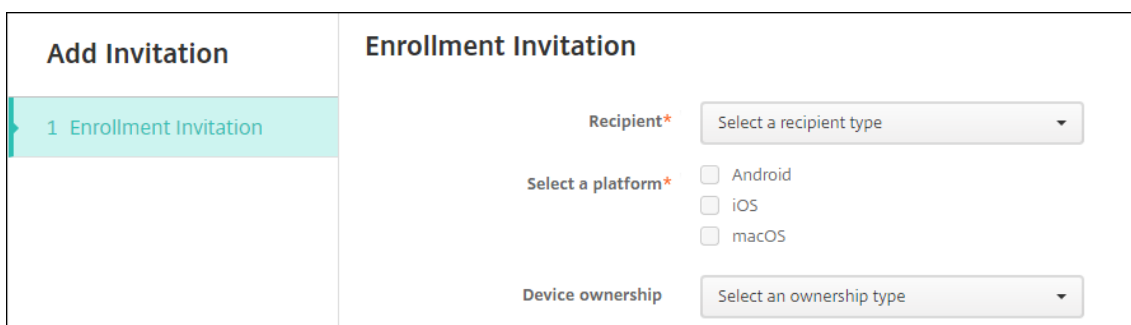 Add Invitation
1 Enrollment Invitation
Enrollment Invitation
Recipient*
Select a recipient type
Select a platform*
Android
iOS
macOS
Device ownership
Select an ownership type